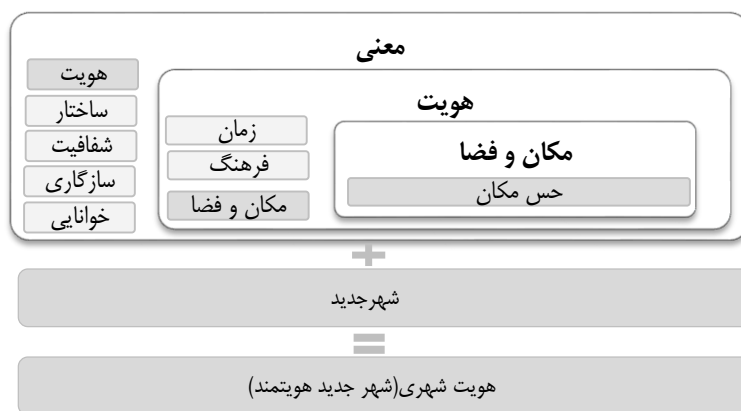 معنی
هویت
ساختار
شفافیت
سازگاری
خوانایی
هویت
زمان
فرهنگ
مکان و فضا
مکان و فضا
حس مکان
+
شهرجدید
=
هویت شهری(شهر جدید هویتمند)